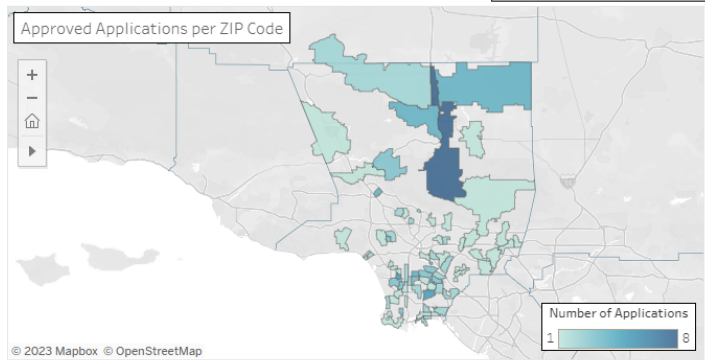 Approved Applications per ZIP Code
+
−
Number of Applications
1 8
© 2023 Mapbox © OpenStreetMap